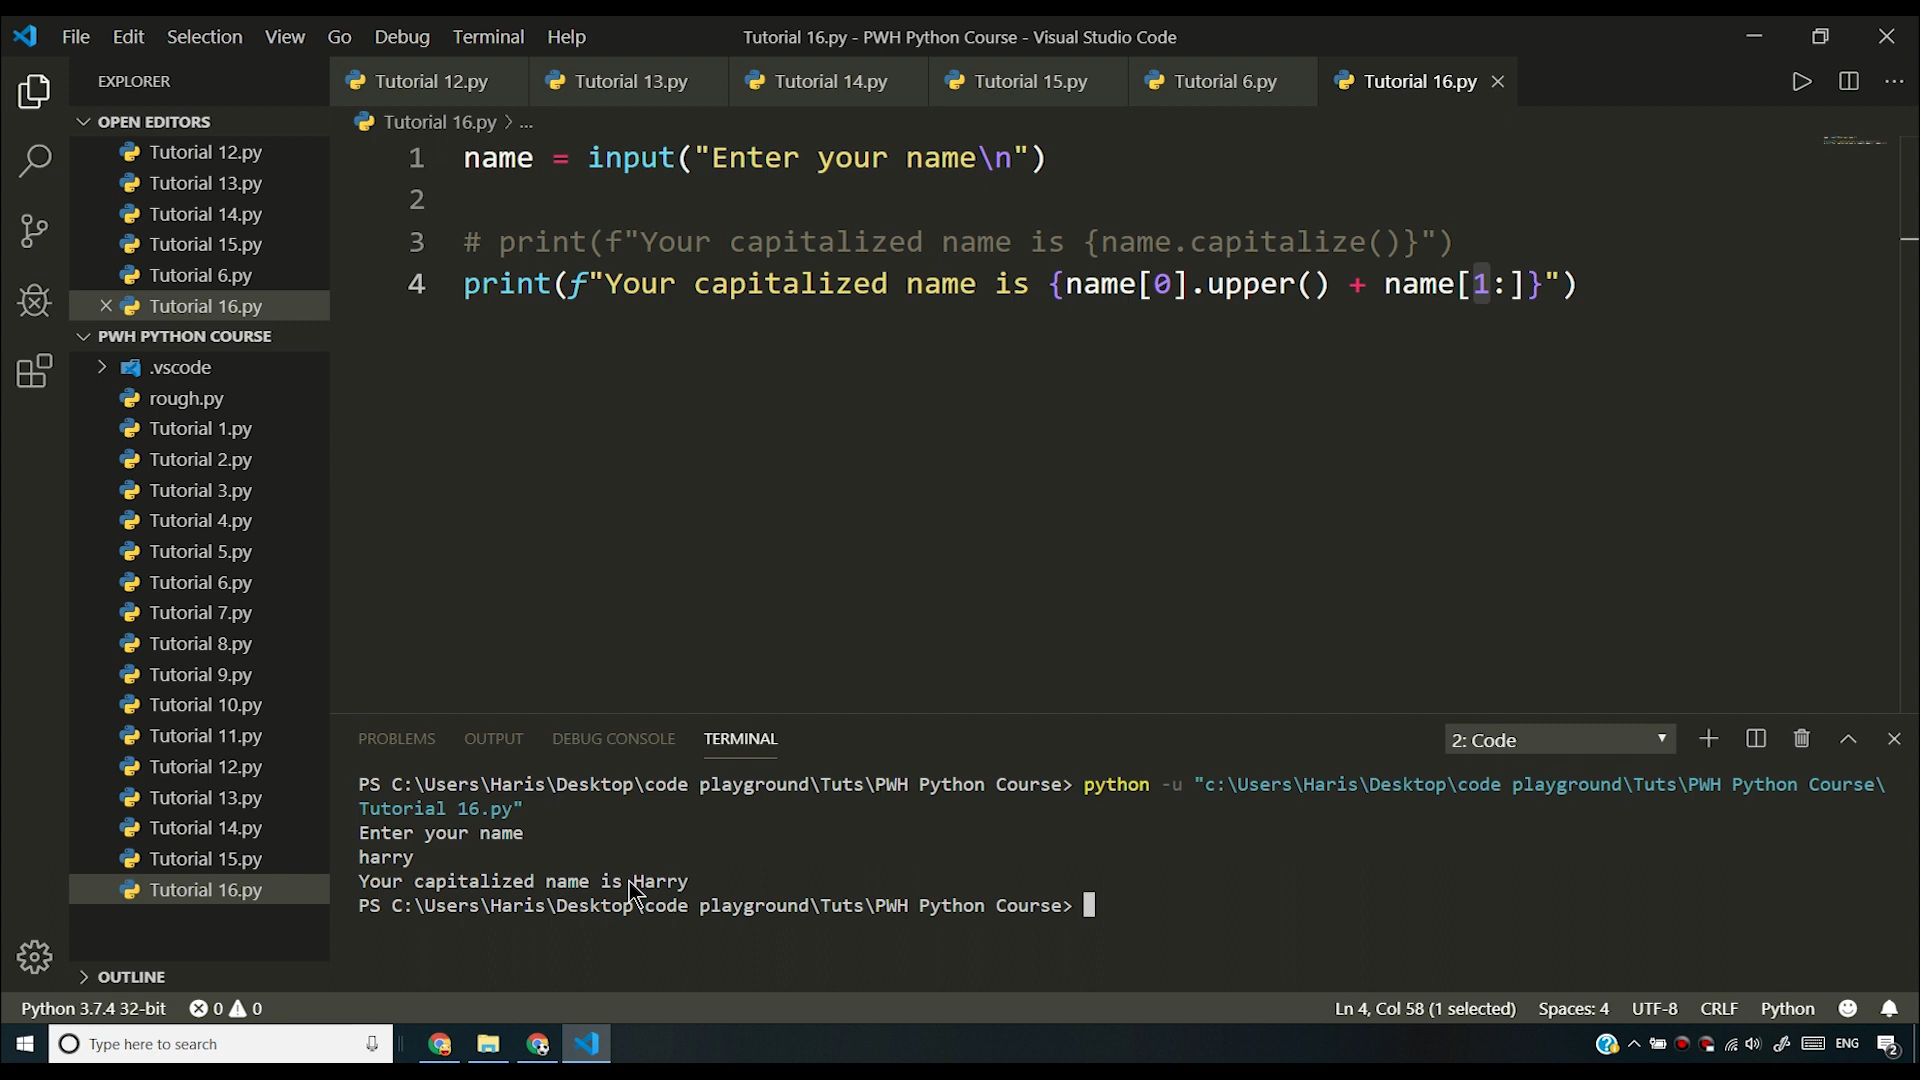 File Edit Selection View Go Debug Terminal Help
Tutorial 16.py - PWH Python Course - Visual Studio Code
EXPLORER
Tutorial 12.py
Tutorial 13.py
Tutorial 14.py
Tutorial 15.py
Tutorial 6.py
Tutorial 16.py
OPEN EDITORS
Tutorial 12.py
Tutorial 13.py
Tutorial 14.py
Tutorial 15.py
Tutorial 6.py
Tutorial 16.py
PWH PYTHON COURSE
.vscode
rough.py
Tutorial 1.py
Tutorial 2.py
Tutorial 3.py
Tutorial 4.py
Tutorial 5.py
Tutorial 6.py
Tutorial 7.py
Tutorial 8.py
Tutorial 9.py
Tutorial 10.py
Tutorial 11.py
Tutorial 12.py
Tutorial 13.py
Tutorial 14.py
Tutorial 15.py
Tutorial 16.py
OUTLINE
Tutorial 16.py > ...
1 name = input("Enter your name\n")
2
3 # print(f"Your capitalized name is {name.capitalize()}")
4 print(f"Your capitalized name is {name[0].upper() + name[1:]}")
PROBLEMS OUTPUT DEBUG CONSOLE TERMINAL
2: Code
PS C:\Users\Haris\Desktop\code playground\Tuts\PWH Python Course> python -u "c:\Users\Haris\Desktop\code playground\Tuts\PWH Python Course\
Tutorial 16.py"
Enter your name
harry
Your capitalized name is Harry
PS C:\Users\Haris\Desktop\code playground\Tuts\PWH Python Course>
Python 3.7.4 32-bit 0 0
Ln 4, Col 58 (1 selected) Spaces: 4 UTF-8 CRLF Python
Type here to search
ENG
2